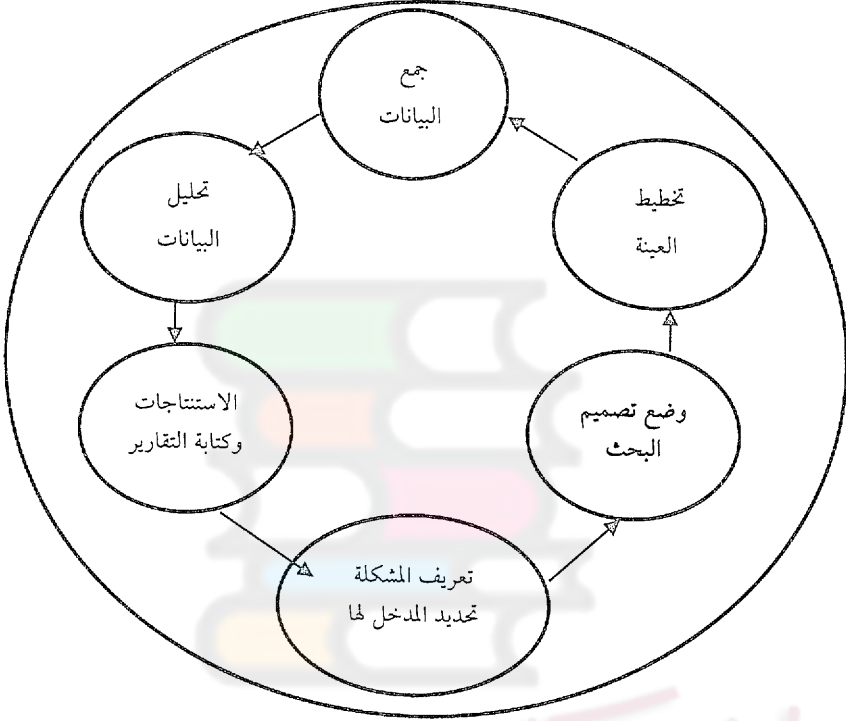 جمع
البيانات
تخطيط
العينة
تحليل
البيانات
وضع تصميم
البحث
الاستنتاجات
وكتابة التقارير
تعريف المشكلة
تحديد المدخل لها